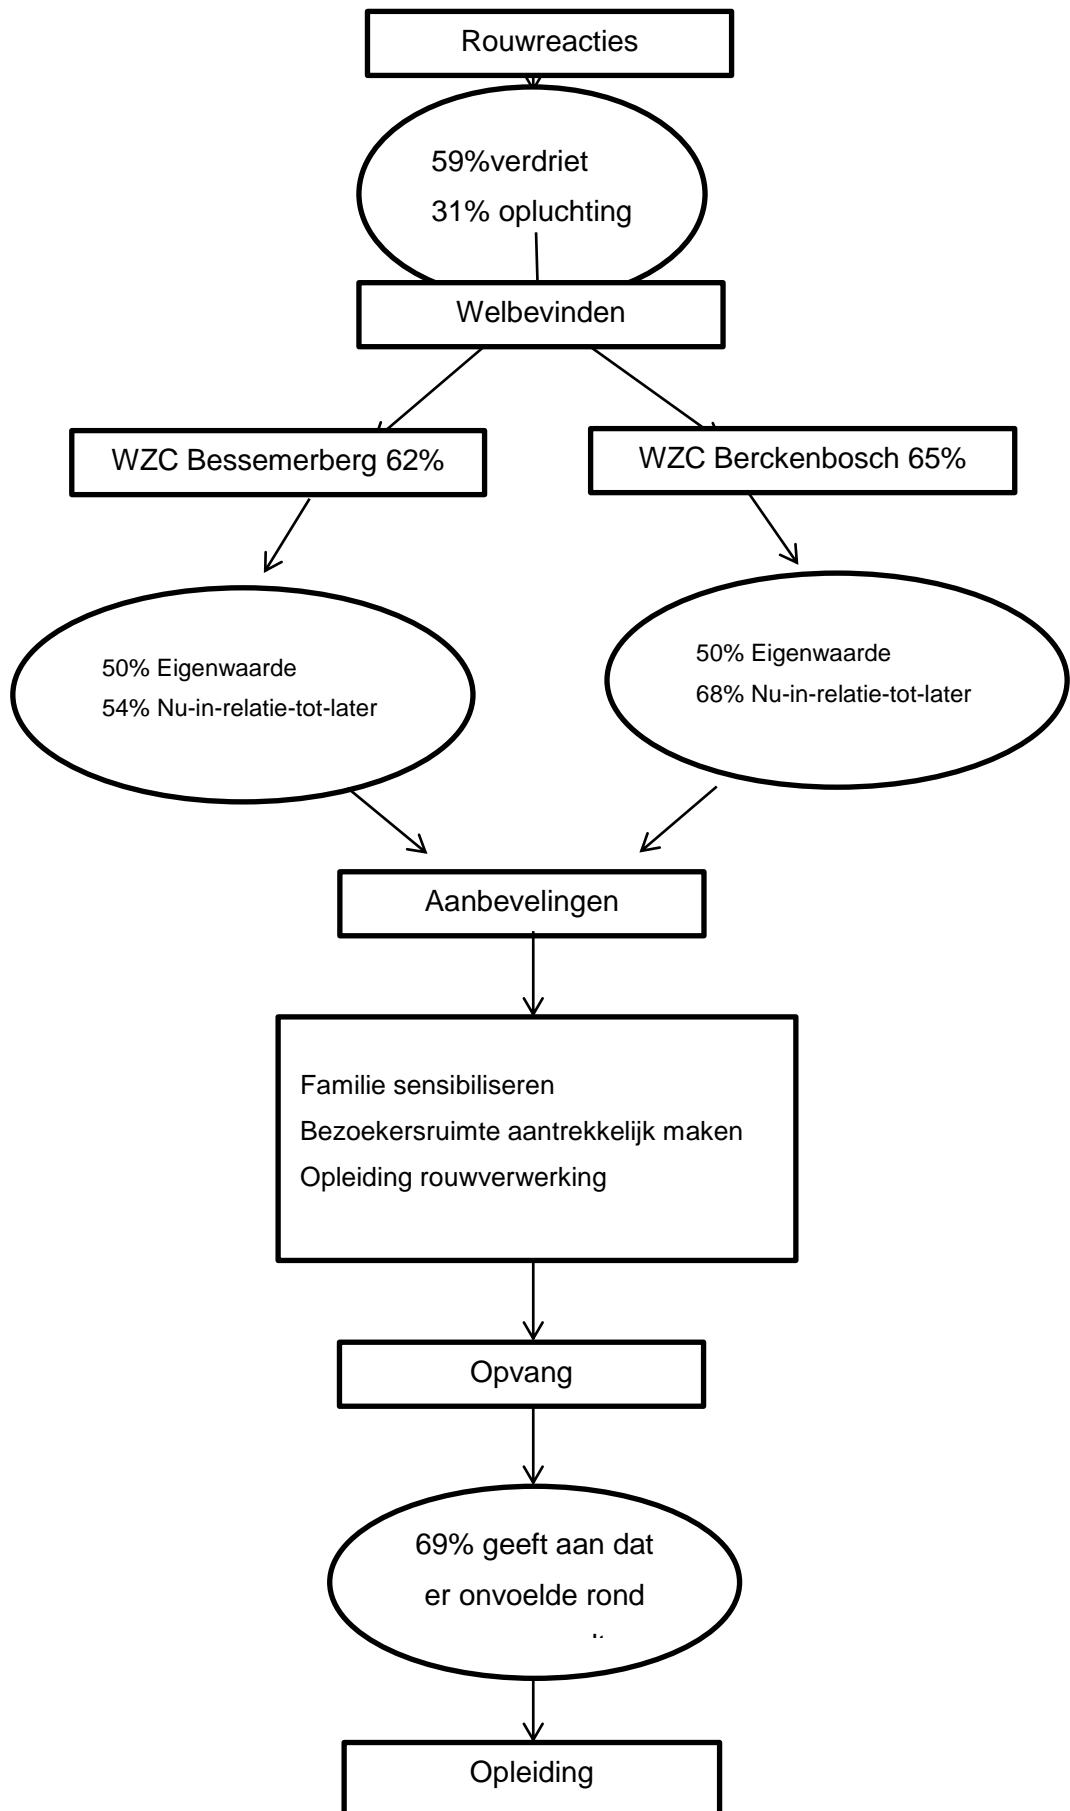 Rouwreacties
59%verdriet
31% opluchting
Welbevinden
WZC Bessemerberg 62%
WZC Berckenbosch 65%
50% Eigenwaarde
54% Nu-in-relatie-tot-later
50% Eigenwaarde
68% Nu-in-relatie-tot-later
Aanbevelingen
Familie sensibiliseren
Bezoekersruimte aantrekkelijk maken
Opleiding rouwverwerking
Opvang
69% geeft aan dat
er onvoelde rond
Opleiding